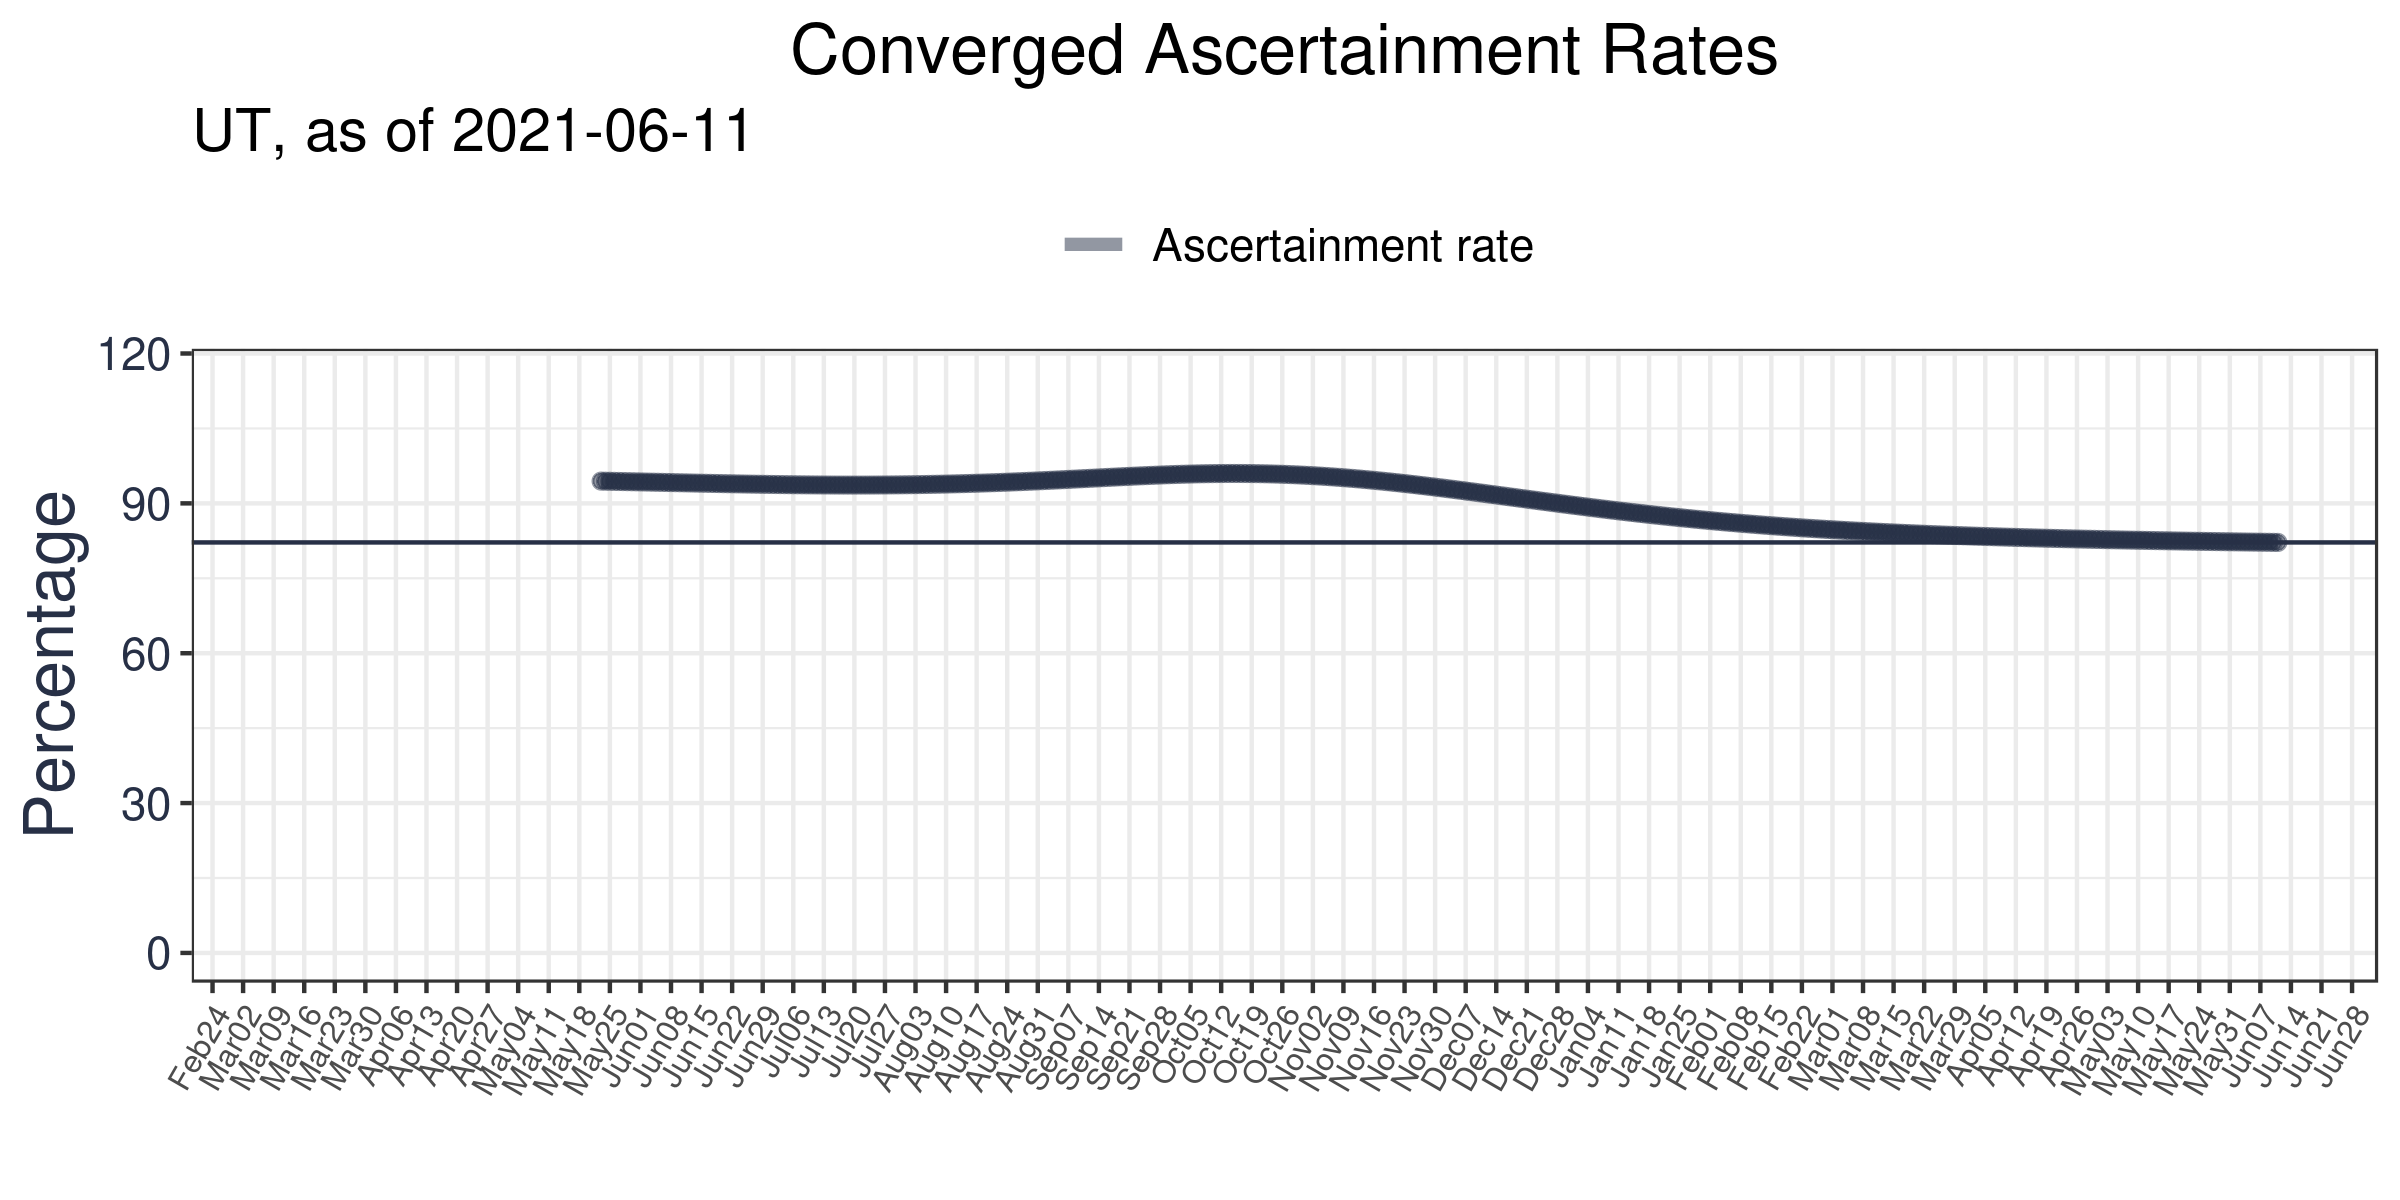 Converged Ascertainment Rates
UT, as of 2021-06-11
Ascertainment rate
Percentage
120
90
60
30
0
Feb24
Mar02
Mar09
Mar16
Mar23
Mar30
Apr06
Apr13
Apr20
Apr27
May04
May11
May18
May25
Jun01
Jun08
Jun15
Jun22
Jun29
Jul06
Jul13
Jul20
Jul27
Aug03
Aug10
Aug17
Aug24
Aug31
Sep07
Sep14
Sep21
Sep28
Oct05
Oct12
Oct19
Oct26
Nov02
Nov09
Nov16
Nov23
Nov30
Dec07
Dec14
Dec21
Dec28
Jan04
Jan11
Jan18
Jan25
Feb01
Feb08
Feb15
Feb22
Mar01
Mar08
Mar15
Mar22
Mar29
Apr05
Apr12
Apr19
Apr26
May03
May10
May17
May24
May31
Jun07
Jun14
Jun21
Jun28